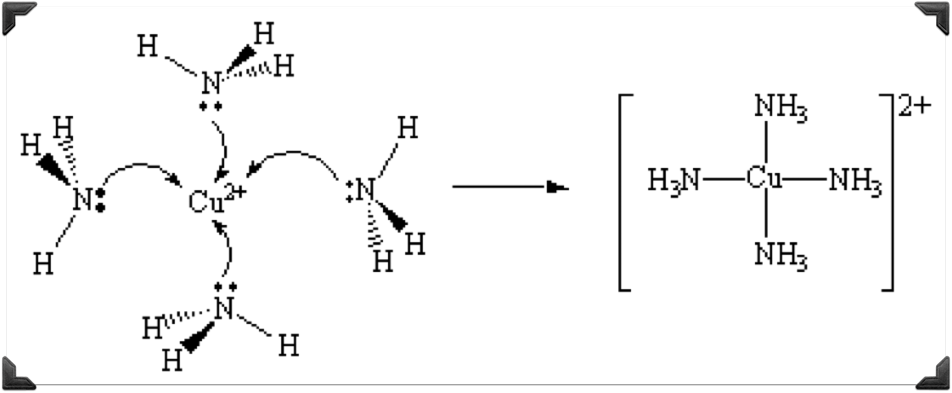 H H H
N
H H H
H N: :N
Cu²⁺
H H H
N
H H H
[ NH₃ ]²⁺
H₃N—Cu—NH₃
NH₃